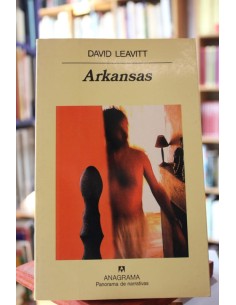 DAVID LEAVITT
Arkansas
ANAGRAMA
Panorama de narrativas